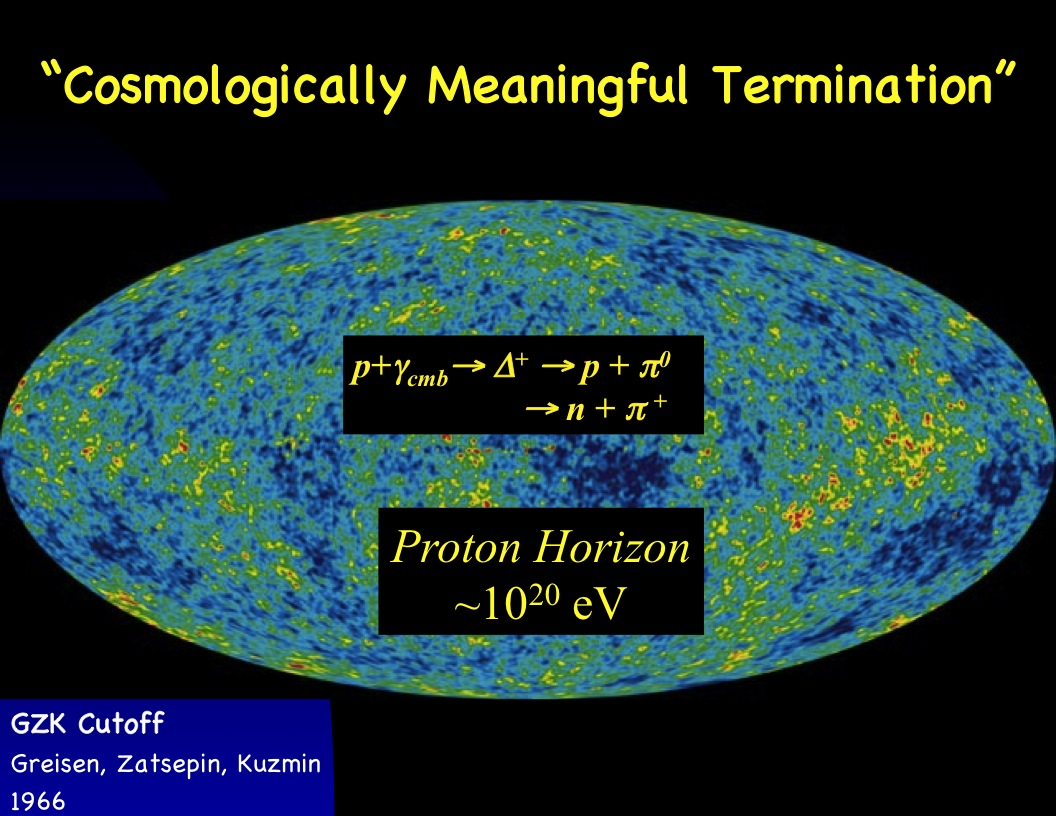 “Cosmologically Meaningful Termination”
p+γcmb→ Δ⁺ → p + π⁰
→ n + π ⁺
Proton Horizon
~10²⁰ eV
GZK Cutoff
Greisen, Zatsepin, Kuzmin
1966